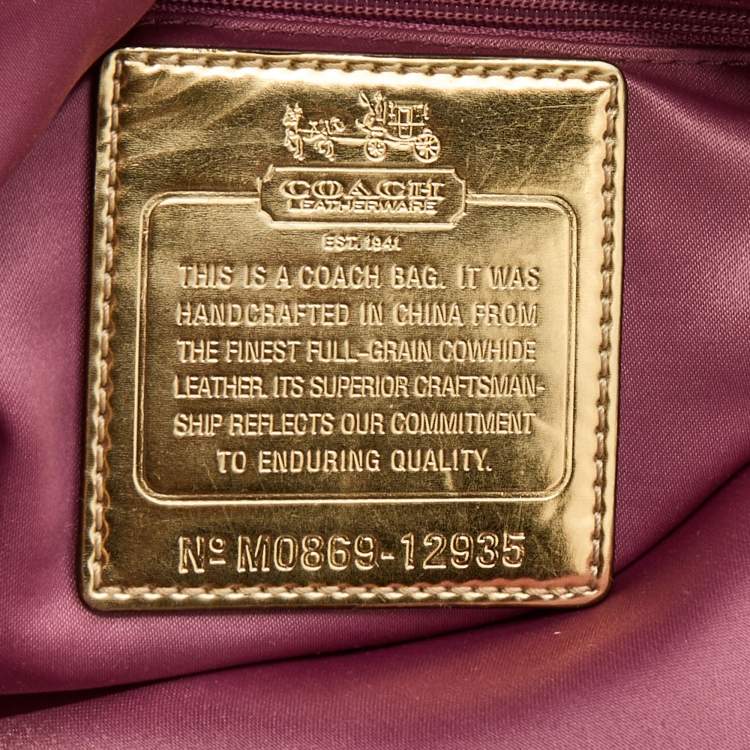 COACH
LEATHERWARE
EST. 1941
THIS IS A COACH BAG. IT WAS
HANDCRAFTED IN CHINA FROM
THE FINEST FULL-GRAIN COWHIDE
LEATHER. ITS SUPERIOR CRAFTSMAN-
SHIP REFLECTS OUR COMMITMENT
TO ENDURING QUALITY.
Nº M0869-12935